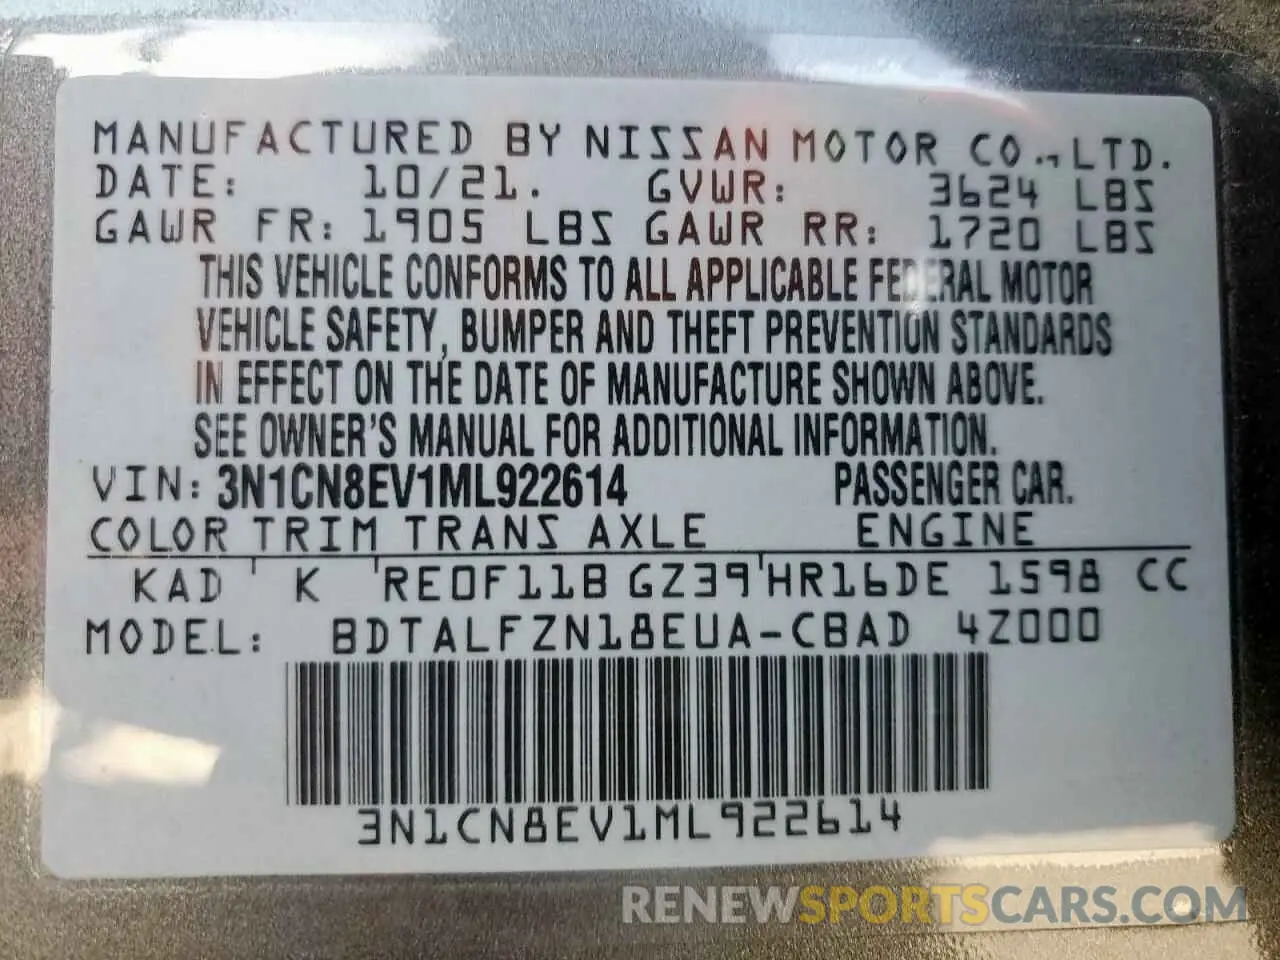 MANUFACTURED BY NISSAN MOTOR CO., LTD.
DATE: 10/21. GVWR: 3624 LBS
GAWR FR: 1905 LBS GAWR RR: 1720 LBS
THIS VEHICLE CONFORMS TO ALL APPLICABLE FEDERAL MOTOR
VEHICLE SAFETY, BUMPER AND THEFT PREVENTION STANDARDS
IN EFFECT ON THE DATE OF MANUFACTURE SHOWN ABOVE.
SEE OWNER'S MANUAL FOR ADDITIONAL INFORMATION.
VIN: 3N1CN8EV1ML922614 PASSENGER CAR.
COLOR TRIM TRANS AXLE ENGINE
KAD K RE0F11B GZ39 HR16DE 1598 CC
MODEL: BDTALFZN18EUA-CBAD 4Z000
3N1CN8EV1ML922614
RENEWSPORTSCARS.COM